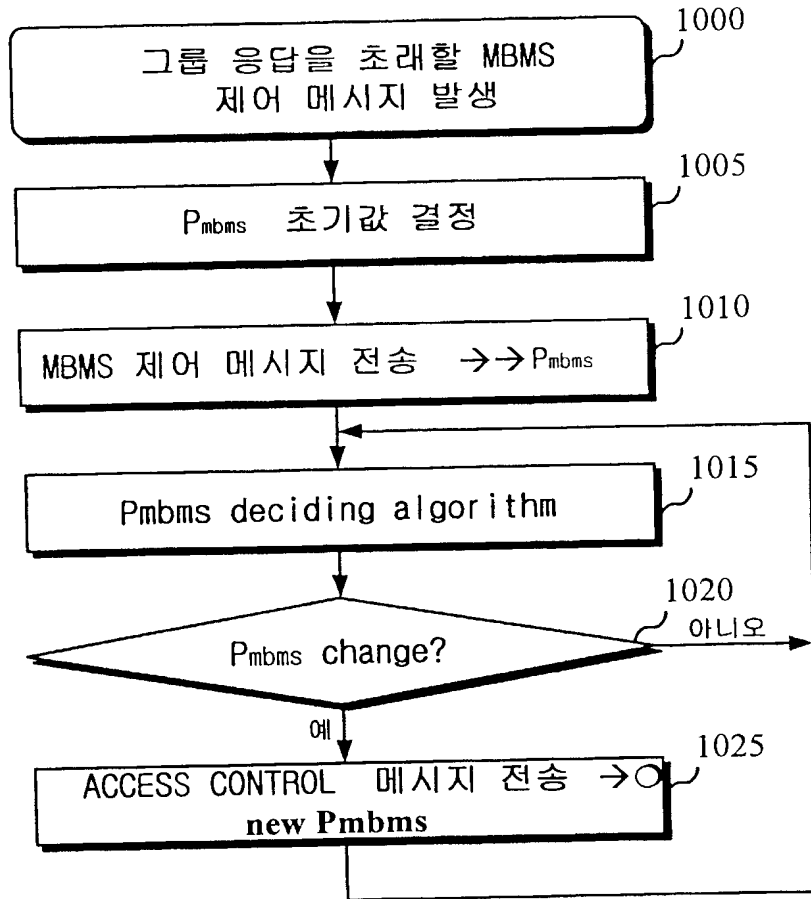 1000
그룹 응답을 초래할 MBMS
제어 메시지 발생
1005
Pmbms 초기값 결정
1010
MBMS 제어 메시지 전송 →→Pmbms
1015
Pmbms deciding algorithm
1020
Pmbms change?
아니오
예
1025
ACCESS CONTROL 메시지 전송 →○
new Pmbms